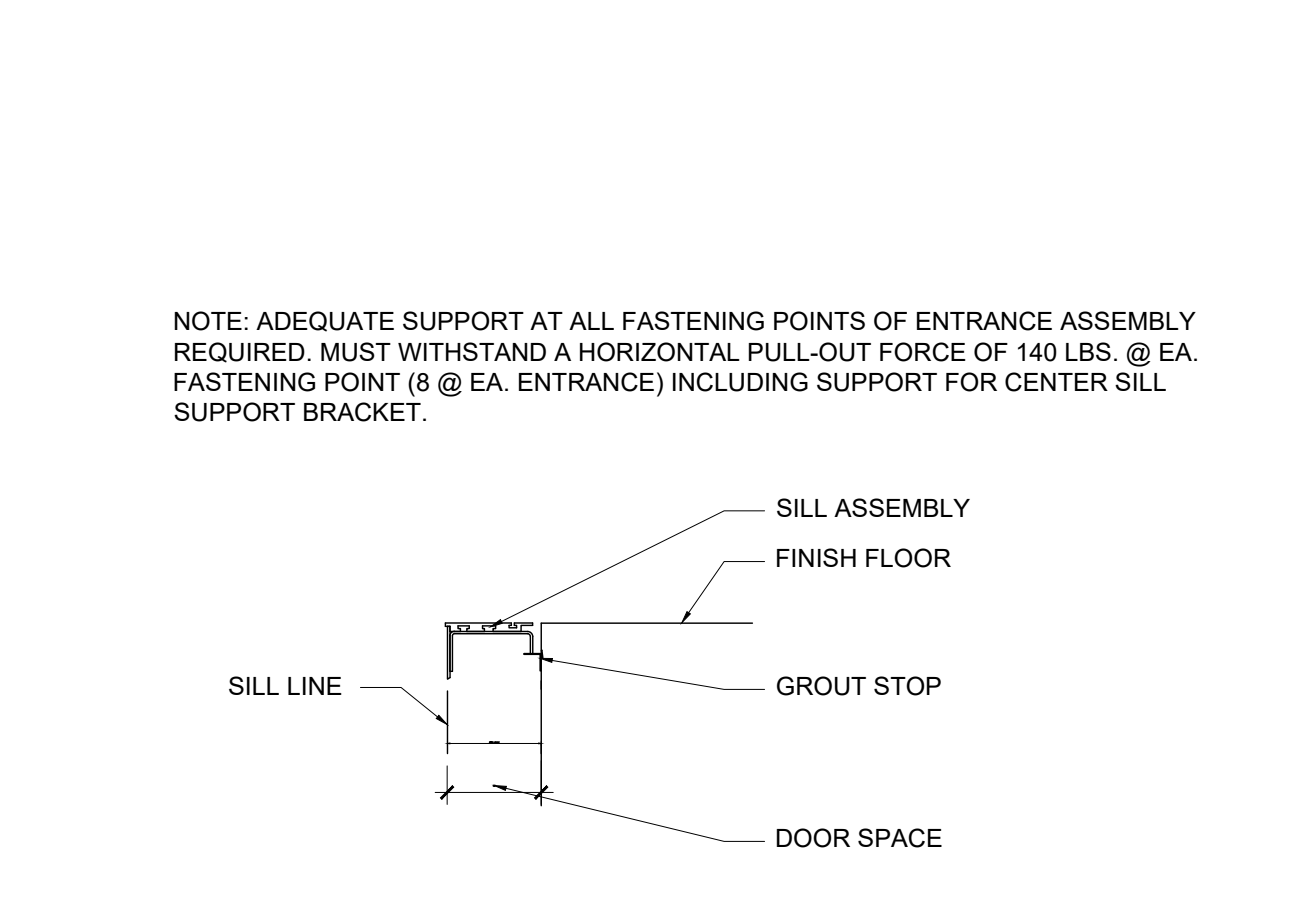 NOTE: ADEQUATE SUPPORT AT ALL FASTENING POINTS OF ENTRANCE ASSEMBLY
REQUIRED. MUST WITHSTAND A HORIZONTAL PULL-OUT FORCE OF 140 LBS. @ EA.
FASTENING POINT (8 @ EA. ENTRANCE) INCLUDING SUPPORT FOR CENTER SILL
SUPPORT BRACKET.
SILL ASSEMBLY
FINISH FLOOR
SILL LINE
GROUT STOP
DOOR SPACE